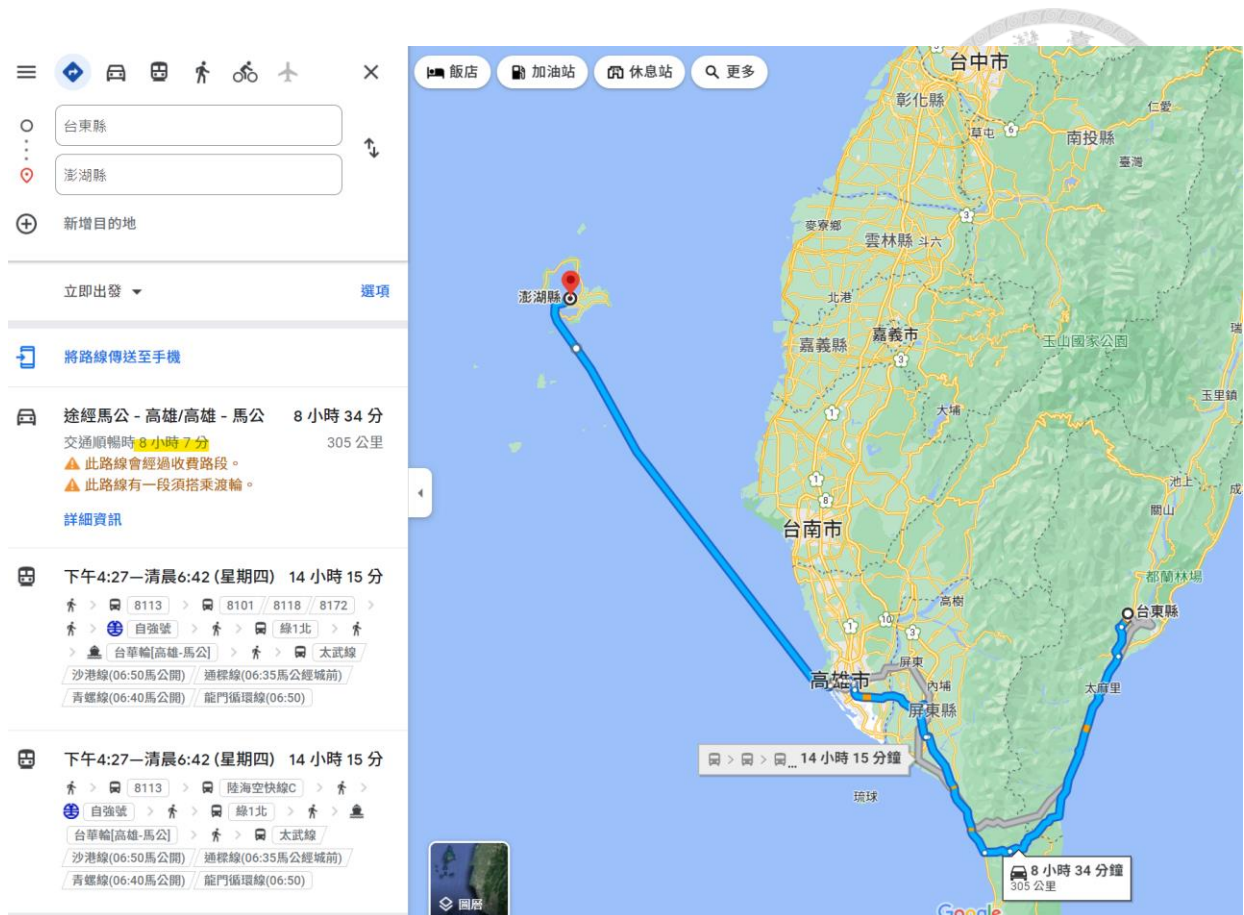 台東縣
澎湖縣
新增目的地
立即出發
選項
將路線傳送至手機
途經馬公 - 高雄/高雄 - 馬公 8 小時 34 分
交通順暢時 8 小時 7 分 305 公里
此路線會經過收費路段。
此路線有一段須搭乘渡輪。
詳細資訊
下午4:27—清晨6:42 (星期四) 14 小時 15 分
> 8113 > 8101 / 8118 / 8172 >
> 自強號 > > 綠1北 >
> 台華輪[高雄-馬公] > > 太武線
沙港線(06:50馬公開) 通樑線(06:35馬公經城前)
青螺線(06:40馬公開) 龍門循環線(06:50)
下午4:27—清晨6:42 (星期四) 14 小時 15 分
> 8113 > 陸海空快線C > >
自強號 > > 綠1北 > >
台華輪[高雄-馬公] > > 太武線
沙港線(06:50馬公開) 通樑線(06:35馬公經城前)
青螺線(06:40馬公開) 龍門循環線(06:50)
飯店
加油站
休息站
更多
台中市
彰化縣
仁愛
草屯
6
南投縣
臺灣
3
麥寮鄉
雲林縣
斗六
澎湖縣
北港
瑞
嘉義市
嘉義縣
玉山國家公園
3
玉里鎮
大埔
1
池上
成
1
8
關山
台南市
都蘭林場
高樹
台東縣
1
10
3
屏東
高雄市
內埔
太麻里
屏東縣
> > ... 14 小時 15 分鐘
琉球
8 小時 34 分鐘
305 公里
圖層
Google